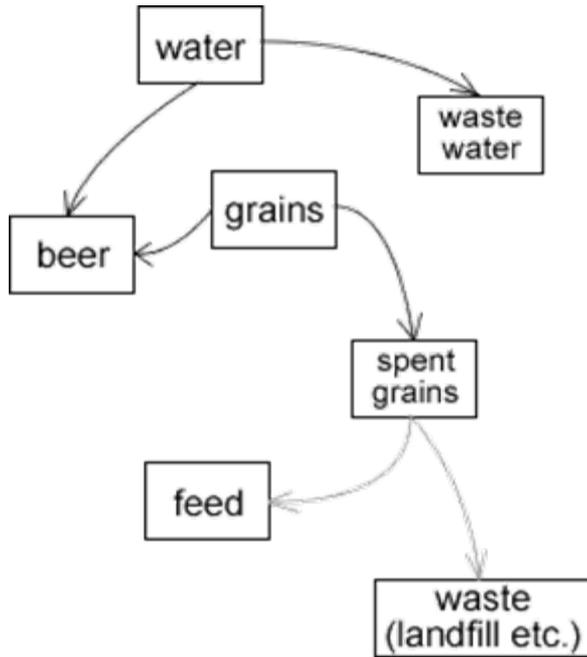 water
waste
water
grains
beer
spent
grains
feed
waste
(landfill etc.)